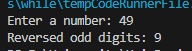 s\while\tempCodeRunnerFile.
Enter a number: 49
Reversed odd digits: 9